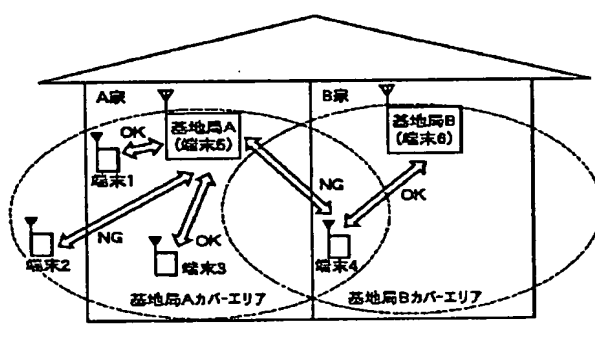 A家
B家
基地局A
(端末5)
基地局B
(端末6)
OK
端末1
NG
OK
NG
OK
端末2
端末3
端末4
基地局Aカバーエリア
基地局Bカバーエリア